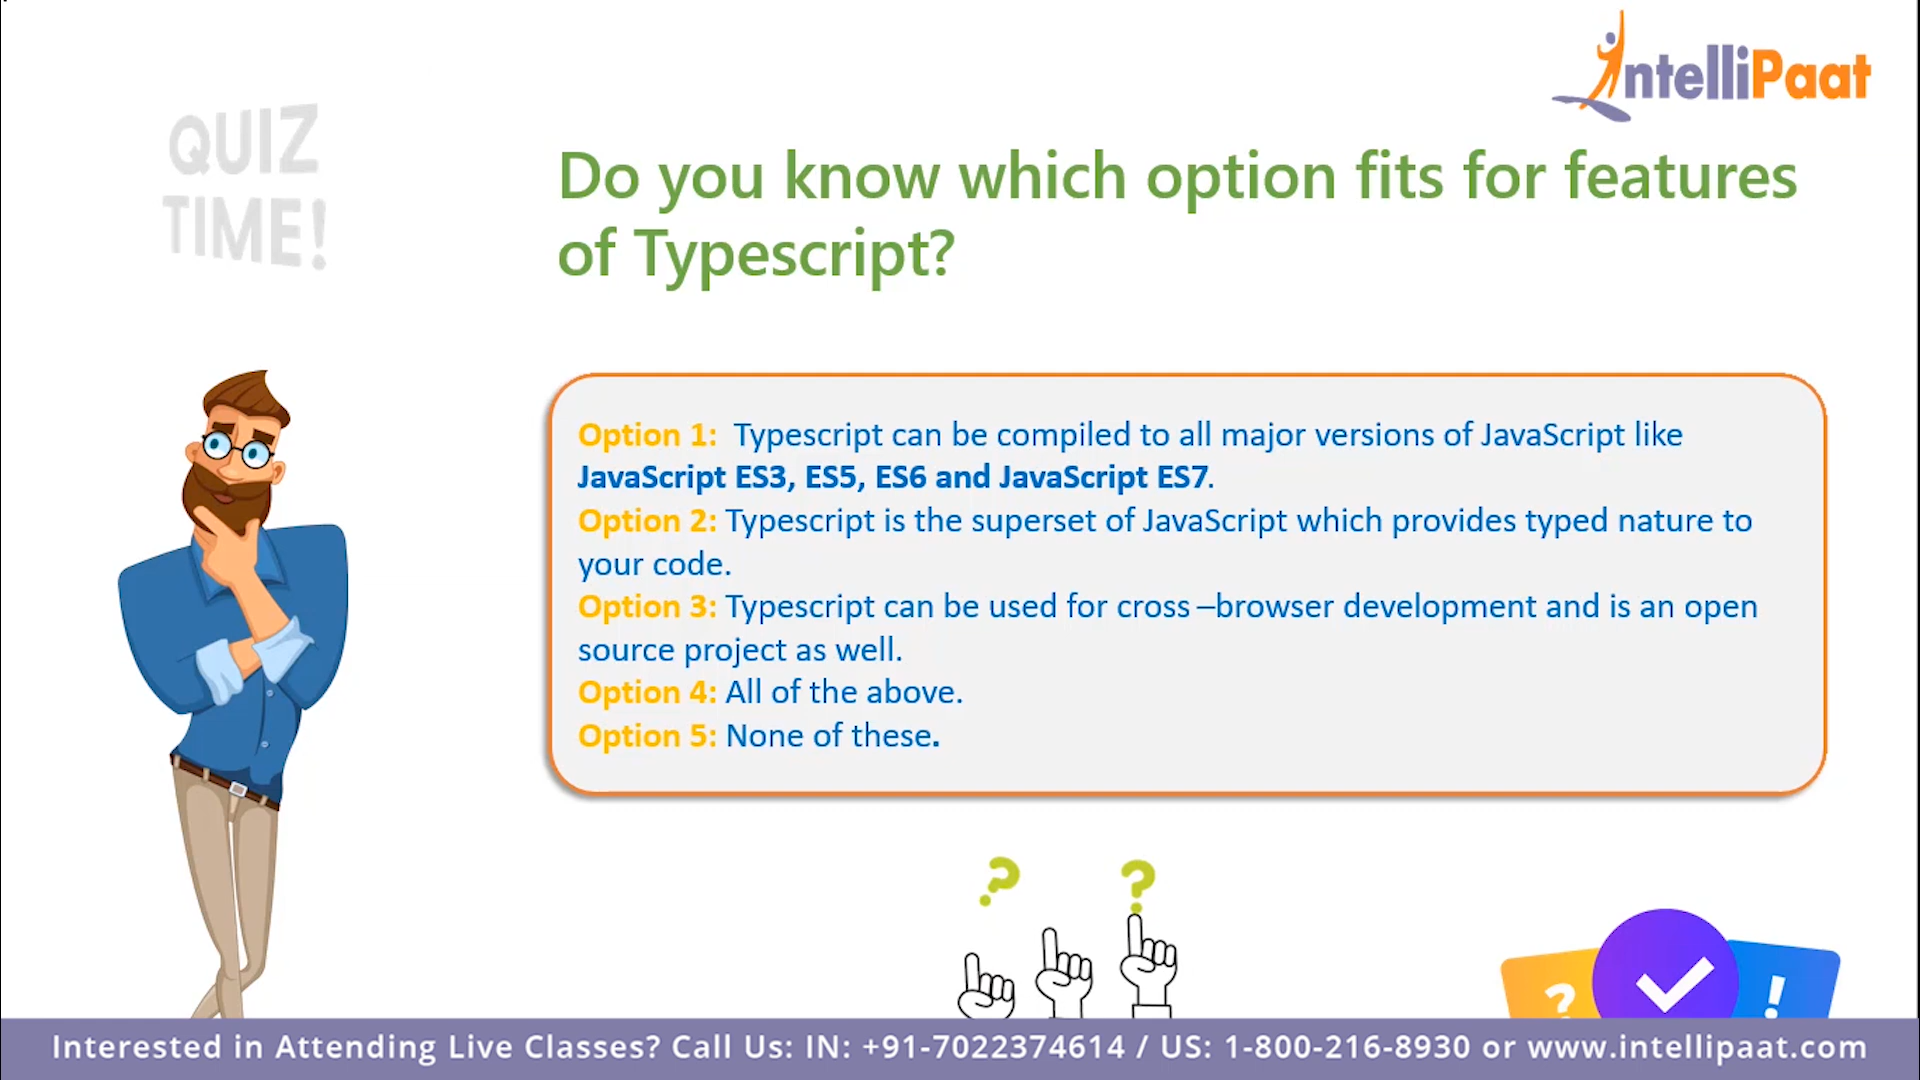 IntelliPaat
QUIZ
TIME!
Do you know which option fits for features
of Typescript?
Option 1: Typescript can be compiled to all major versions of JavaScript like
JavaScript ES3, ES5, ES6 and JavaScript ES7.
Option 2: Typescript is the superset of JavaScript which provides typed nature to
your code.
Option 3: Typescript can be used for cross –browser development and is an open
source project as well.
Option 4: All of the above.
Option 5: None of these.
? ?
? !
Interested in Attending Live Classes? Call Us: IN: +91-7022374614 / US: 1-800-216-8930 or www.intellipaat.com